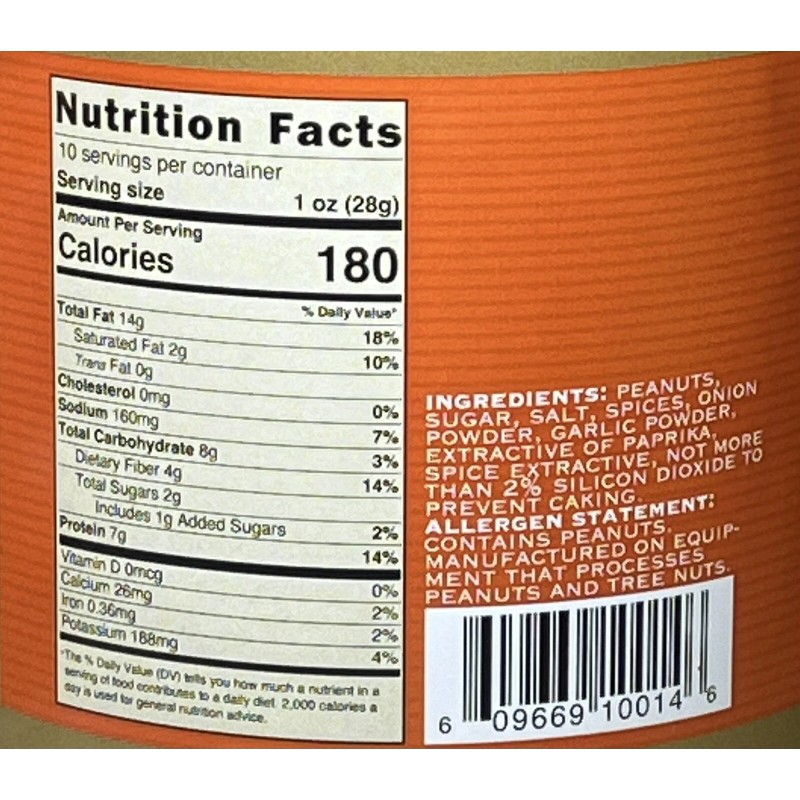 Nutrition Facts
10 servings per container
Serving size 1 oz (28g)
Amount Per Serving
Calories 180
% Daily Value*
Total Fat 14g 18%
Saturated Fat 2g 10%
Trans Fat 0g
Cholesterol 0mg 0%
Sodium 160mg 7%
Total Carbohydrate 8g 3%
Dietary Fiber 4g 14%
Total Sugars 2g
Includes 1g Added Sugars 2%
Protein 7g 14%
Vitamin D 0mcg 0%
Calcium 26mg 2%
Iron 0.36mg 2%
Potassium 188mg 4%
*The % Daily Value (DV) tells you how much a nutrient in a
serving of food contributes to a daily diet. 2,000 calories a
day is used for general nutrition advice.
INGREDIENTS: PEANUTS,
SUGAR, SALT, SPICES, ONION
POWDER, GARLIC POWDER,
EXTRACTIVE OF PAPRIKA,
SPICE EXTRACTIVE, NOT MORE
THAN 2% SILICON DIOXIDE TO
PREVENT CAKING.
ALLERGEN STATEMENT:
CONTAINS PEANUTS.
MANUFACTURED ON EQUIP-
MENT THAT PROCESSES
PEANUTS AND TREE NUTS.
6 09669 10014 6